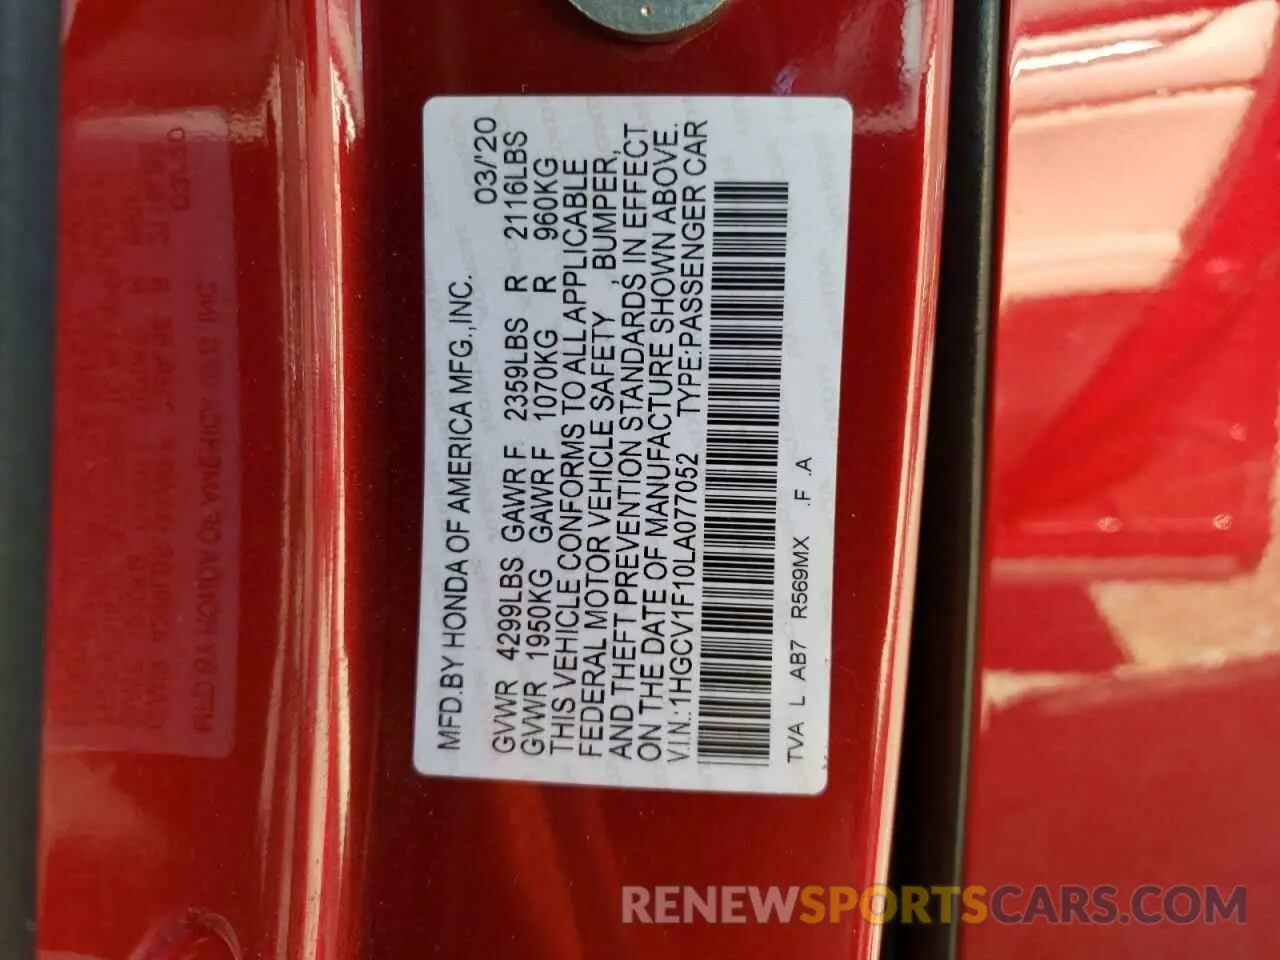 MFD.BY HONDA OF AMERICA MFG.,INC. 03/'20
GVWR 4299LBS GAWR F 2359LBS R 2116LBS
GVWR 1950KG GAWR F 1070KG R 960KG
THIS VEHICLE CONFORMS TO ALL APPLICABLE
FEDERAL MOTOR VEHICLE SAFETY , BUMPER,
AND THEFT PREVENTION STANDARDS IN EFFECT
ON THE DATE OF MANUFACTURE SHOWN ABOVE.
V.I.N.:1HGCV1F10LA077052 TYPE:PASSENGER CAR
TVA L AB7 R569MX .F .A
RENEWSPORTSCARS.COM